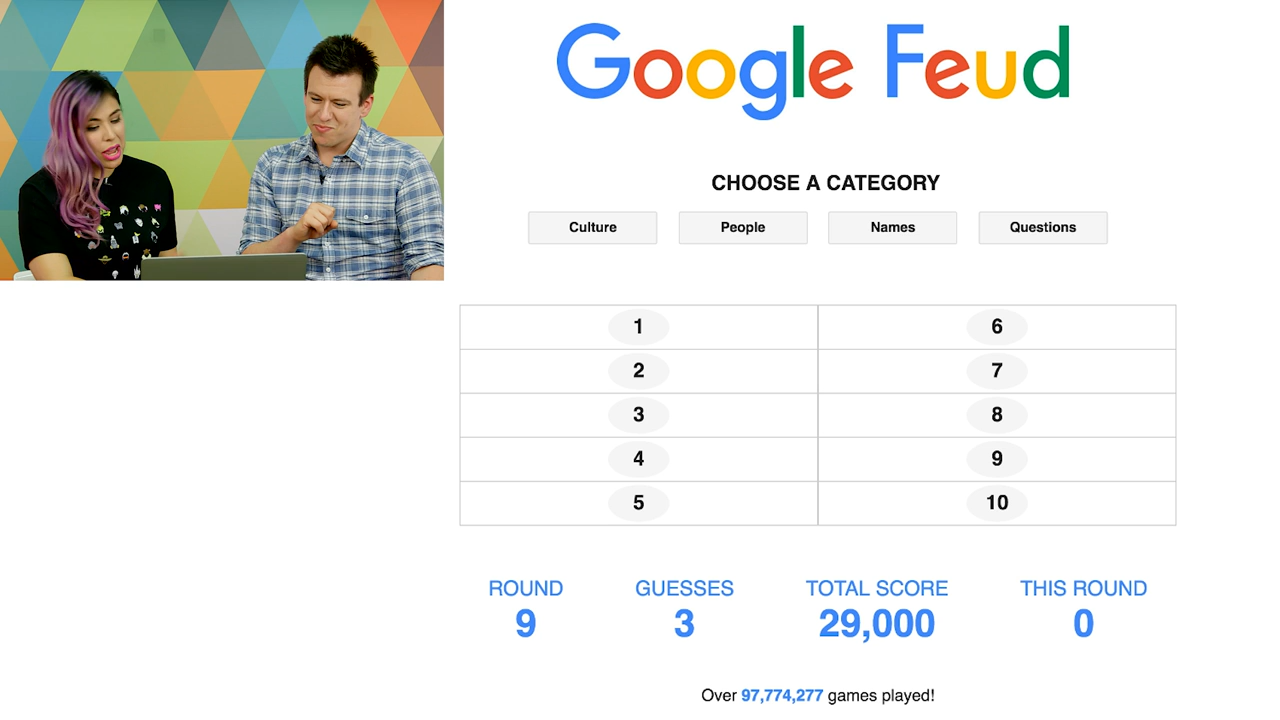 Google Feud
CHOOSE A CATEGORY
Culture People Names Questions
1 6
2 7
3 8
4 9
5 10
ROUND GUESSES TOTAL SCORE THIS ROUND
9 3 29,000 0
Over 97,774,277 games played!